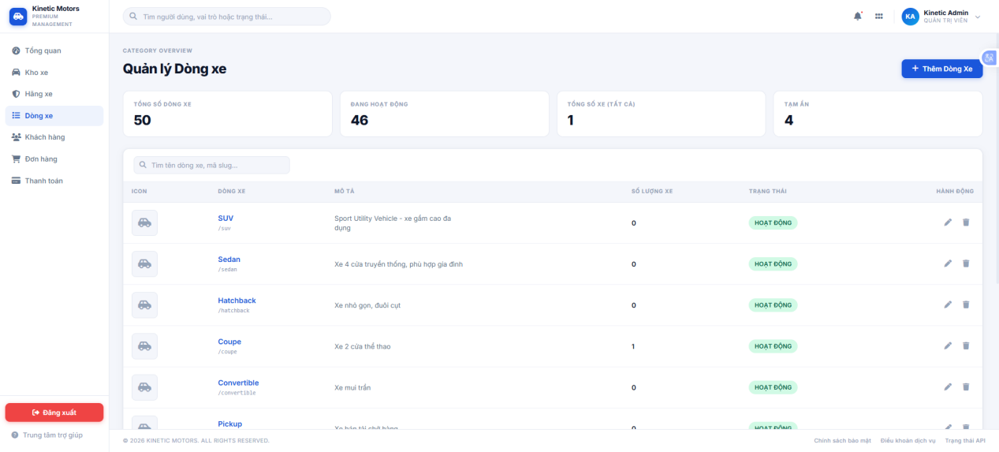 Kinetic Motors
PREMIUM
MANAGEMENT
Tìm người dùng, vai trò hoặc trạng thái...
KA
Kinetic Admin
QUẢN TRỊ VIÊN
Tổng quan
Kho xe
Hãng xe
Dòng xe
Khách hàng
Đơn hàng
Thanh toán
Đăng xuất
Trung tâm trợ giúp
CATEGORY OVERVIEW
Quản lý Dòng xe
+ Thêm Dòng Xe
TỔNG SỐ DÒNG XE
50
ĐANG HOẠT ĐỘNG
46
TỔNG SỐ XE (TẤT CẢ)
1
TẠM ẨN
4
Tìm tên dòng xe, mã slug...
ICON DÒNG XE MÔ TẢ SỐ LƯỢNG XE TRẠNG THÁI HÀNH ĐỘNG
SUV
/suv
Sport Utility Vehicle - xe gầm cao đa
dụng
0
HOẠT ĐỘNG
Sedan
/sedan
Xe 4 cửa truyền thống, phù hợp gia đình
0
HOẠT ĐỘNG
Hatchback
/hatchback
Xe nhỏ gọn, đuôi cụt
0
HOẠT ĐỘNG
Coupe
/coupe
Xe 2 cửa thể thao
1
HOẠT ĐỘNG
Convertible
/convertible
Xe mui trần
0
HOẠT ĐỘNG
Pickup
Xe bán tải chở hàng
0
HOẠT ĐỘNG
© 2026 KINETIC MOTORS. ALL RIGHTS RESERVED.
Chính sách bảo mật Điều khoản dịch vụ Trạng thái API